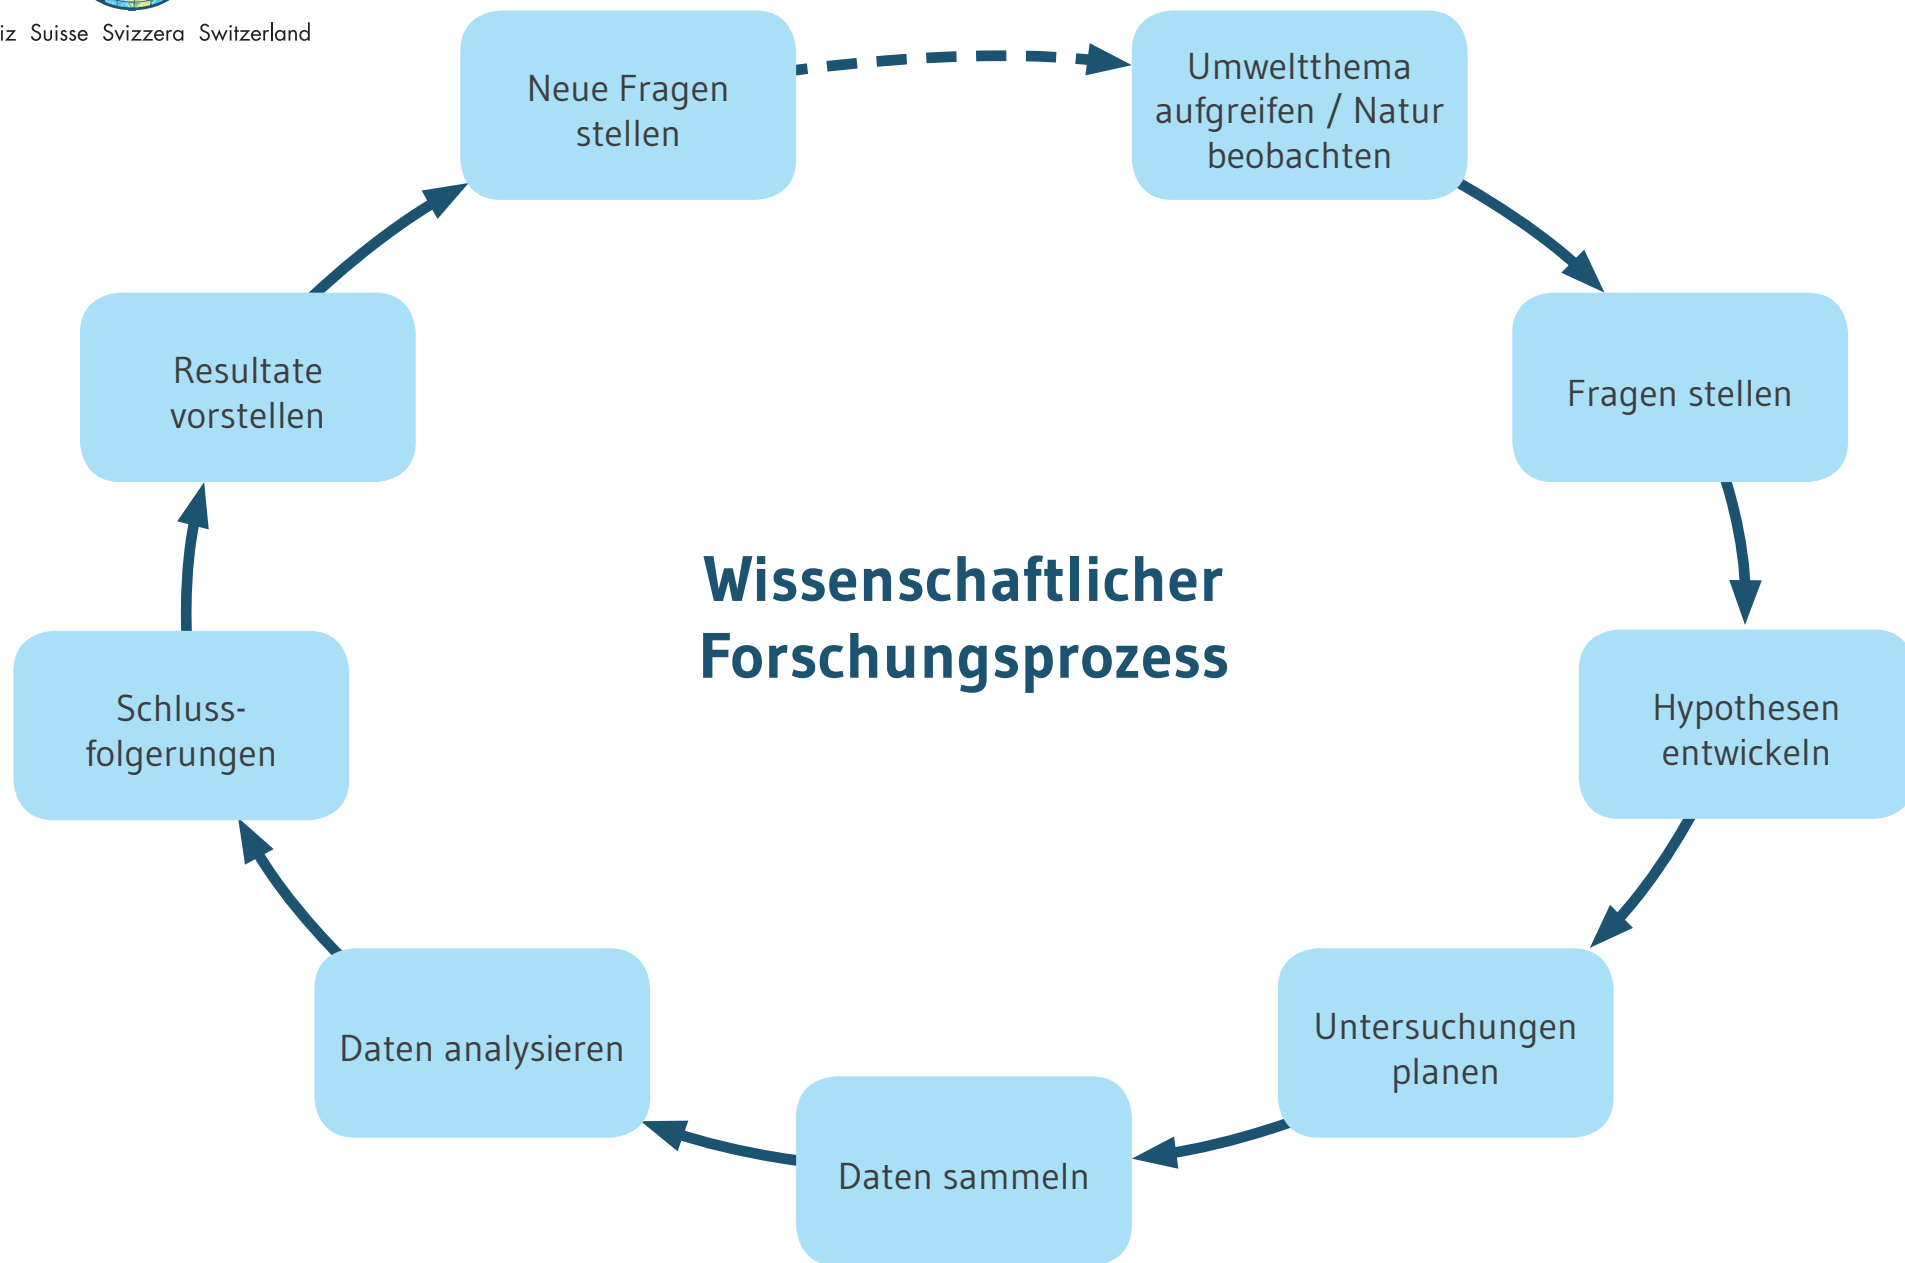 Suisse Svizzera Switzerland
Neue Fragen
stellen
Umweltthema
aufgreifen / Natur
beobachten
Resultate
vorstellen
Fragen stellen
Wissenschaftlicher
Forschungsprozess
Schluss-
folgerungen
Hypothesen
entwickeln
Untersuchungen
planen
Daten analysieren
Daten sammeln